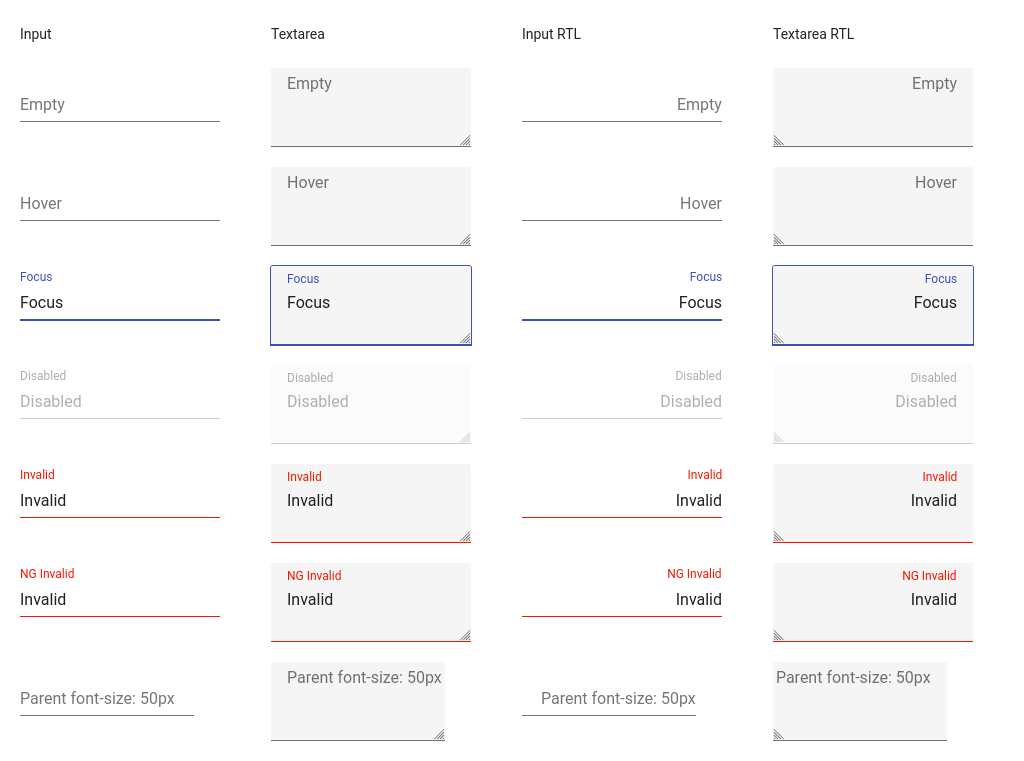 Input Textarea Input RTL Textarea RTL
Empty Empty Empty Empty
Hover Hover Hover Hover
Focus Focus Focus Focus
Focus Focus Focus Focus
Disabled Disabled Disabled Disabled
Disabled Disabled Disabled Disabled
Invalid Invalid Invalid Invalid
Invalid Invalid Invalid Invalid
NG Invalid NG Invalid NG Invalid NG Invalid
Invalid Invalid Invalid Invalid
Parent font-size: 50px Parent font-size: 50px Parent font-size: 50px Parent font-size: 50px